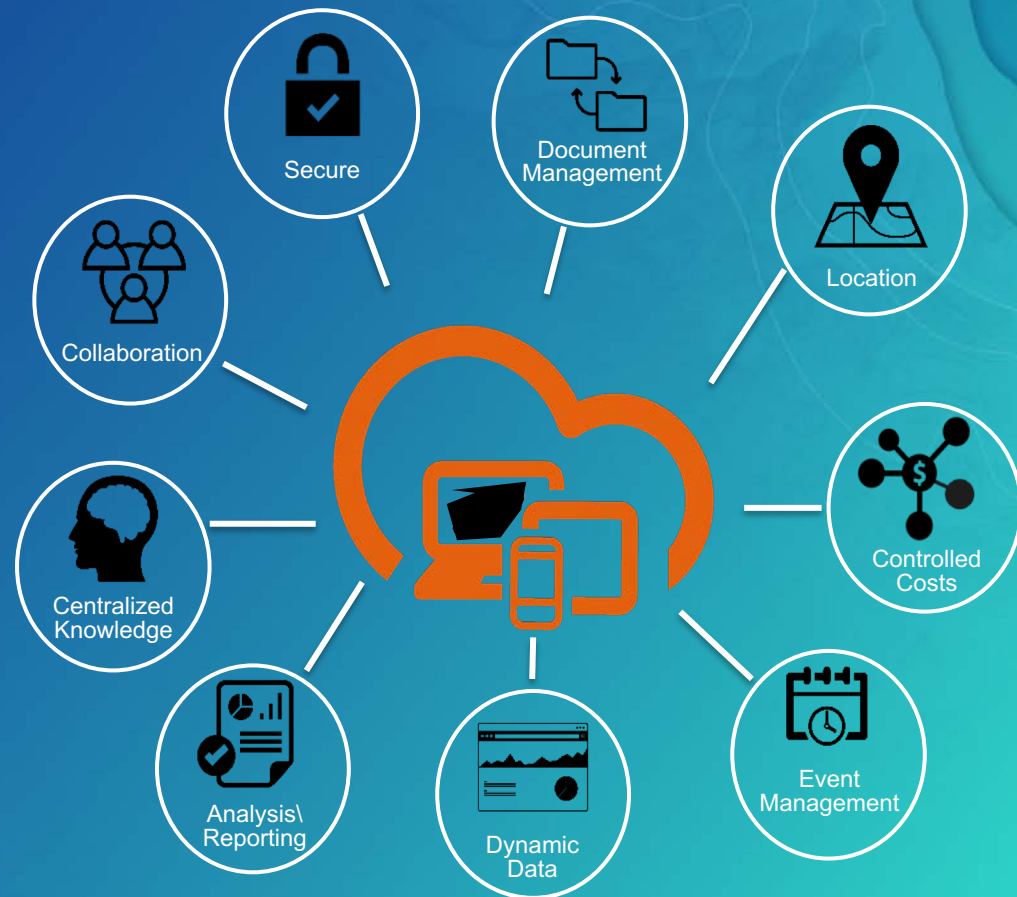 Secure
Document
Management
Location
Collaboration
Controlled
Costs
$
Centralized
Knowledge
Event
Management
Analysis\
Reporting
Dynamic
Data